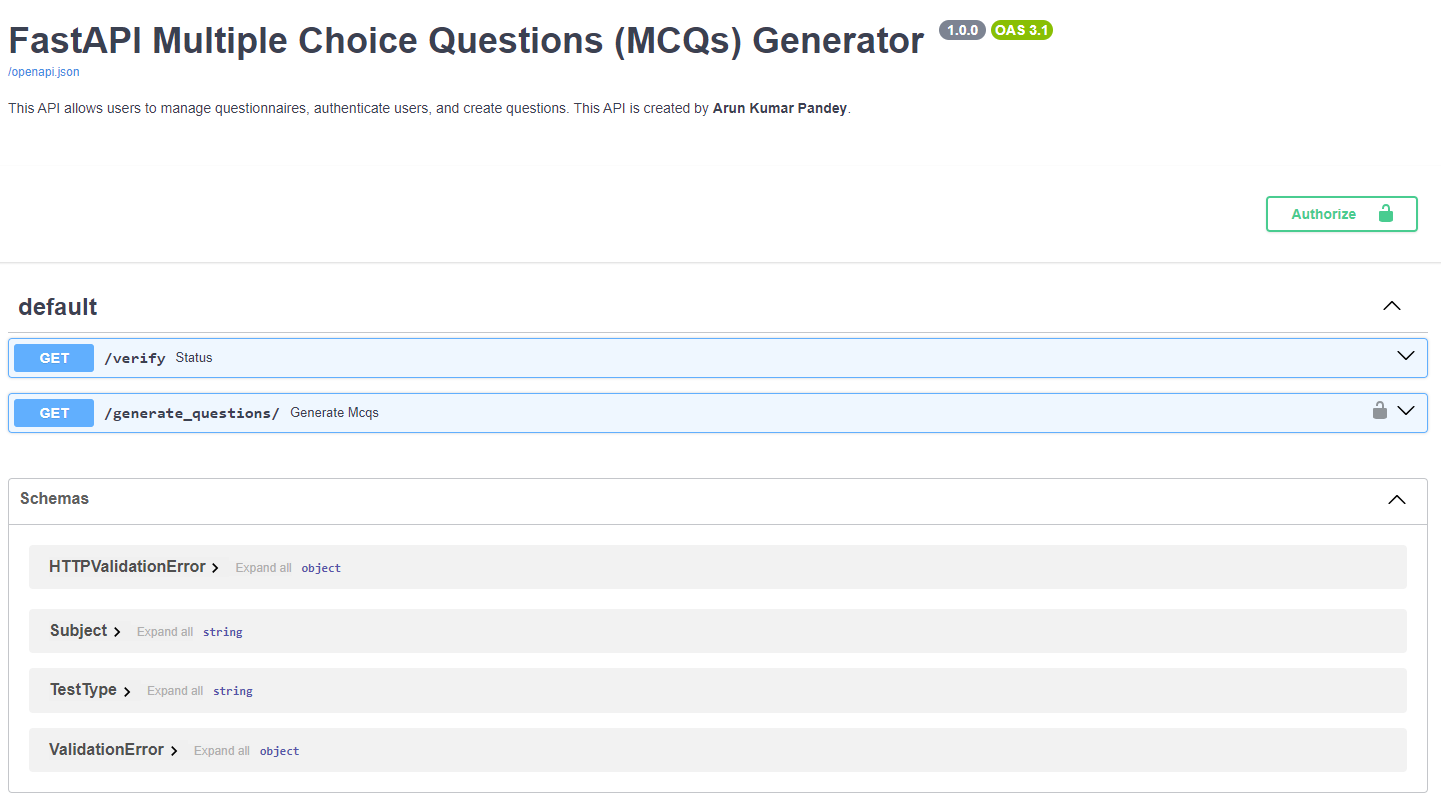 FastAPI Multiple Choice Questions (MCQs) Generator 1.0.0 OAS 3.1
/openapi.json
This API allows users to manage questionnaires, authenticate users, and create questions. This API is created by Arun Kumar Pandey.
Authorize
default
GET /verify Status
GET /generate_questions/ Generate Mcqs
Schemas
HTTPValidationError Expand all object
Subject Expand all string
TestType Expand all string
ValidationError Expand all object